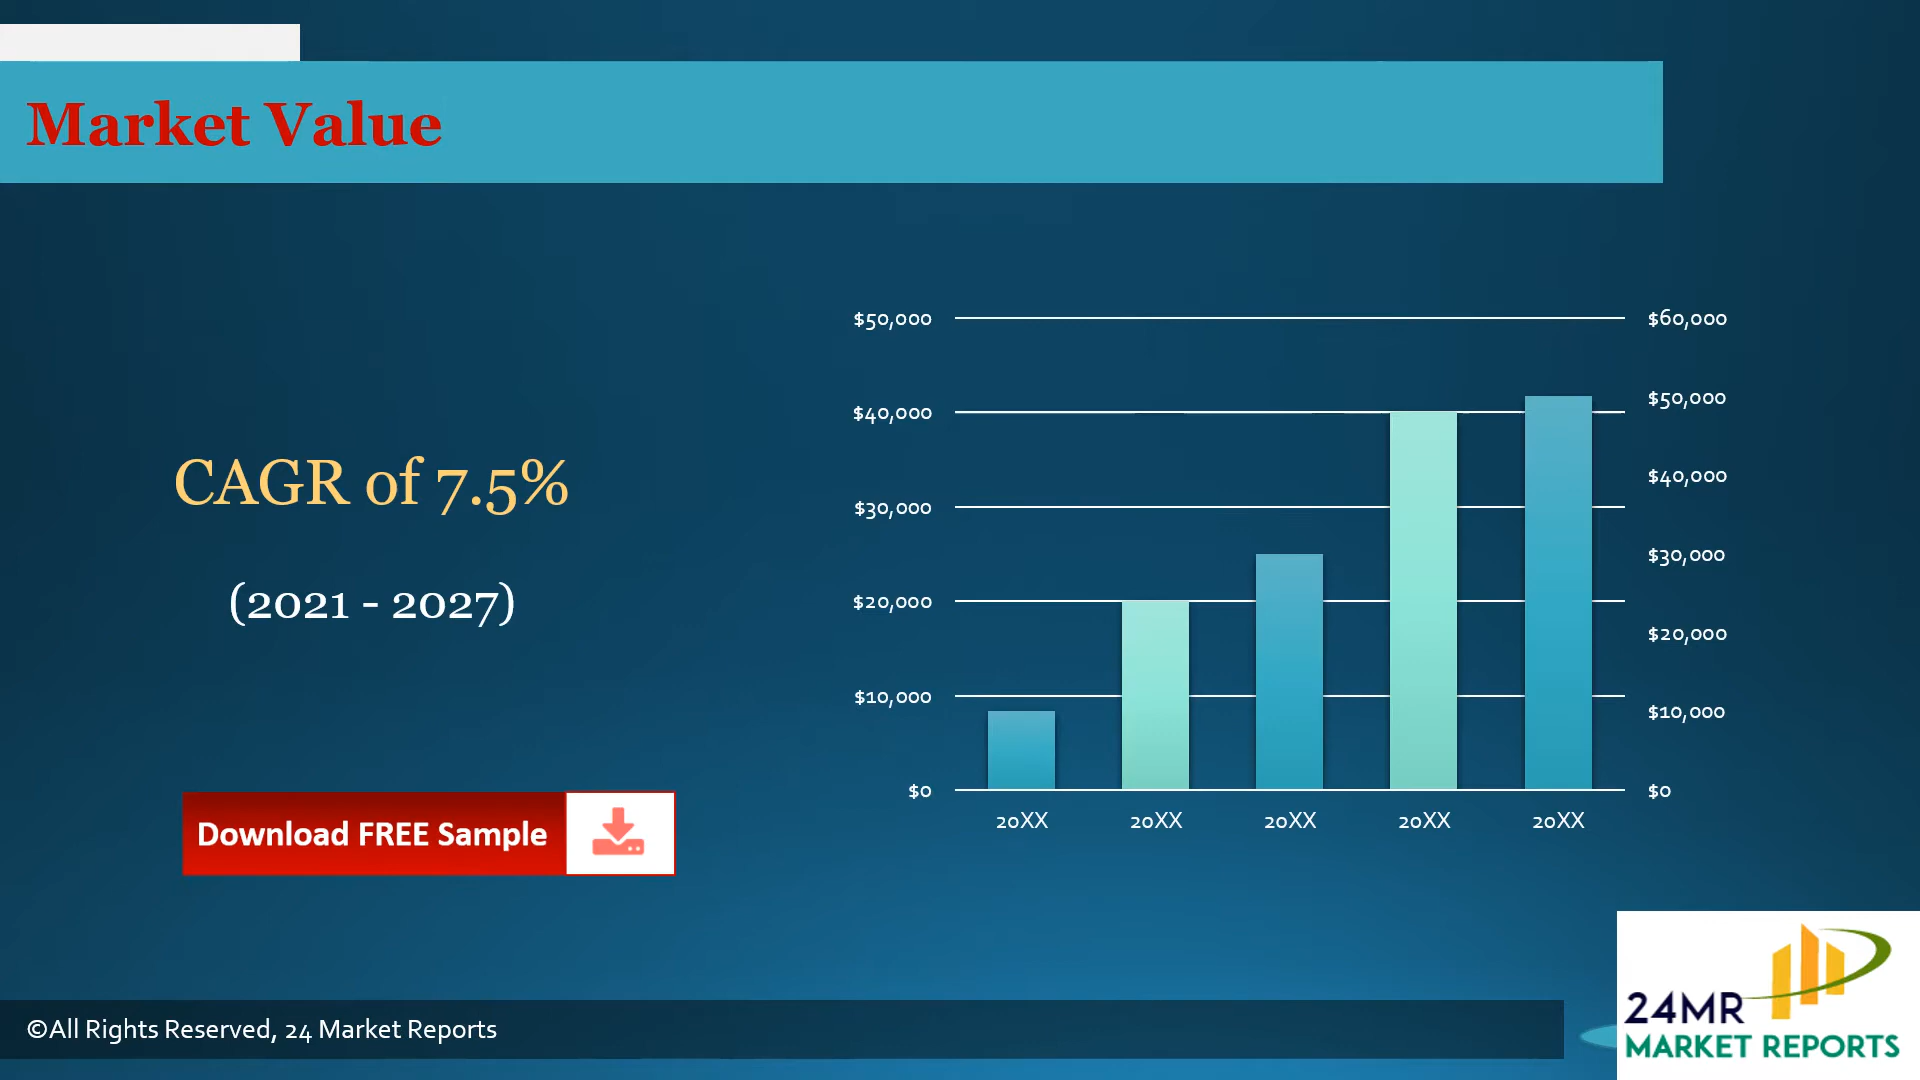 Market Value
CAGR of 7.5%
(2021 - 2027)
Download FREE Sample
$50,000
$40,000
$30,000
$20,000
$10,000
$0
$60,000
$50,000
$40,000
$30,000
$20,000
$10,000
$0
20XX 20XX 20XX 20XX 20XX
©All Rights Reserved, 24 Market Reports
24MR
MARKET REPORTS